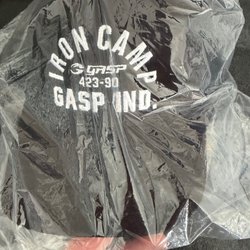 IRON CAMP
GASP
423-90
GASP IND.